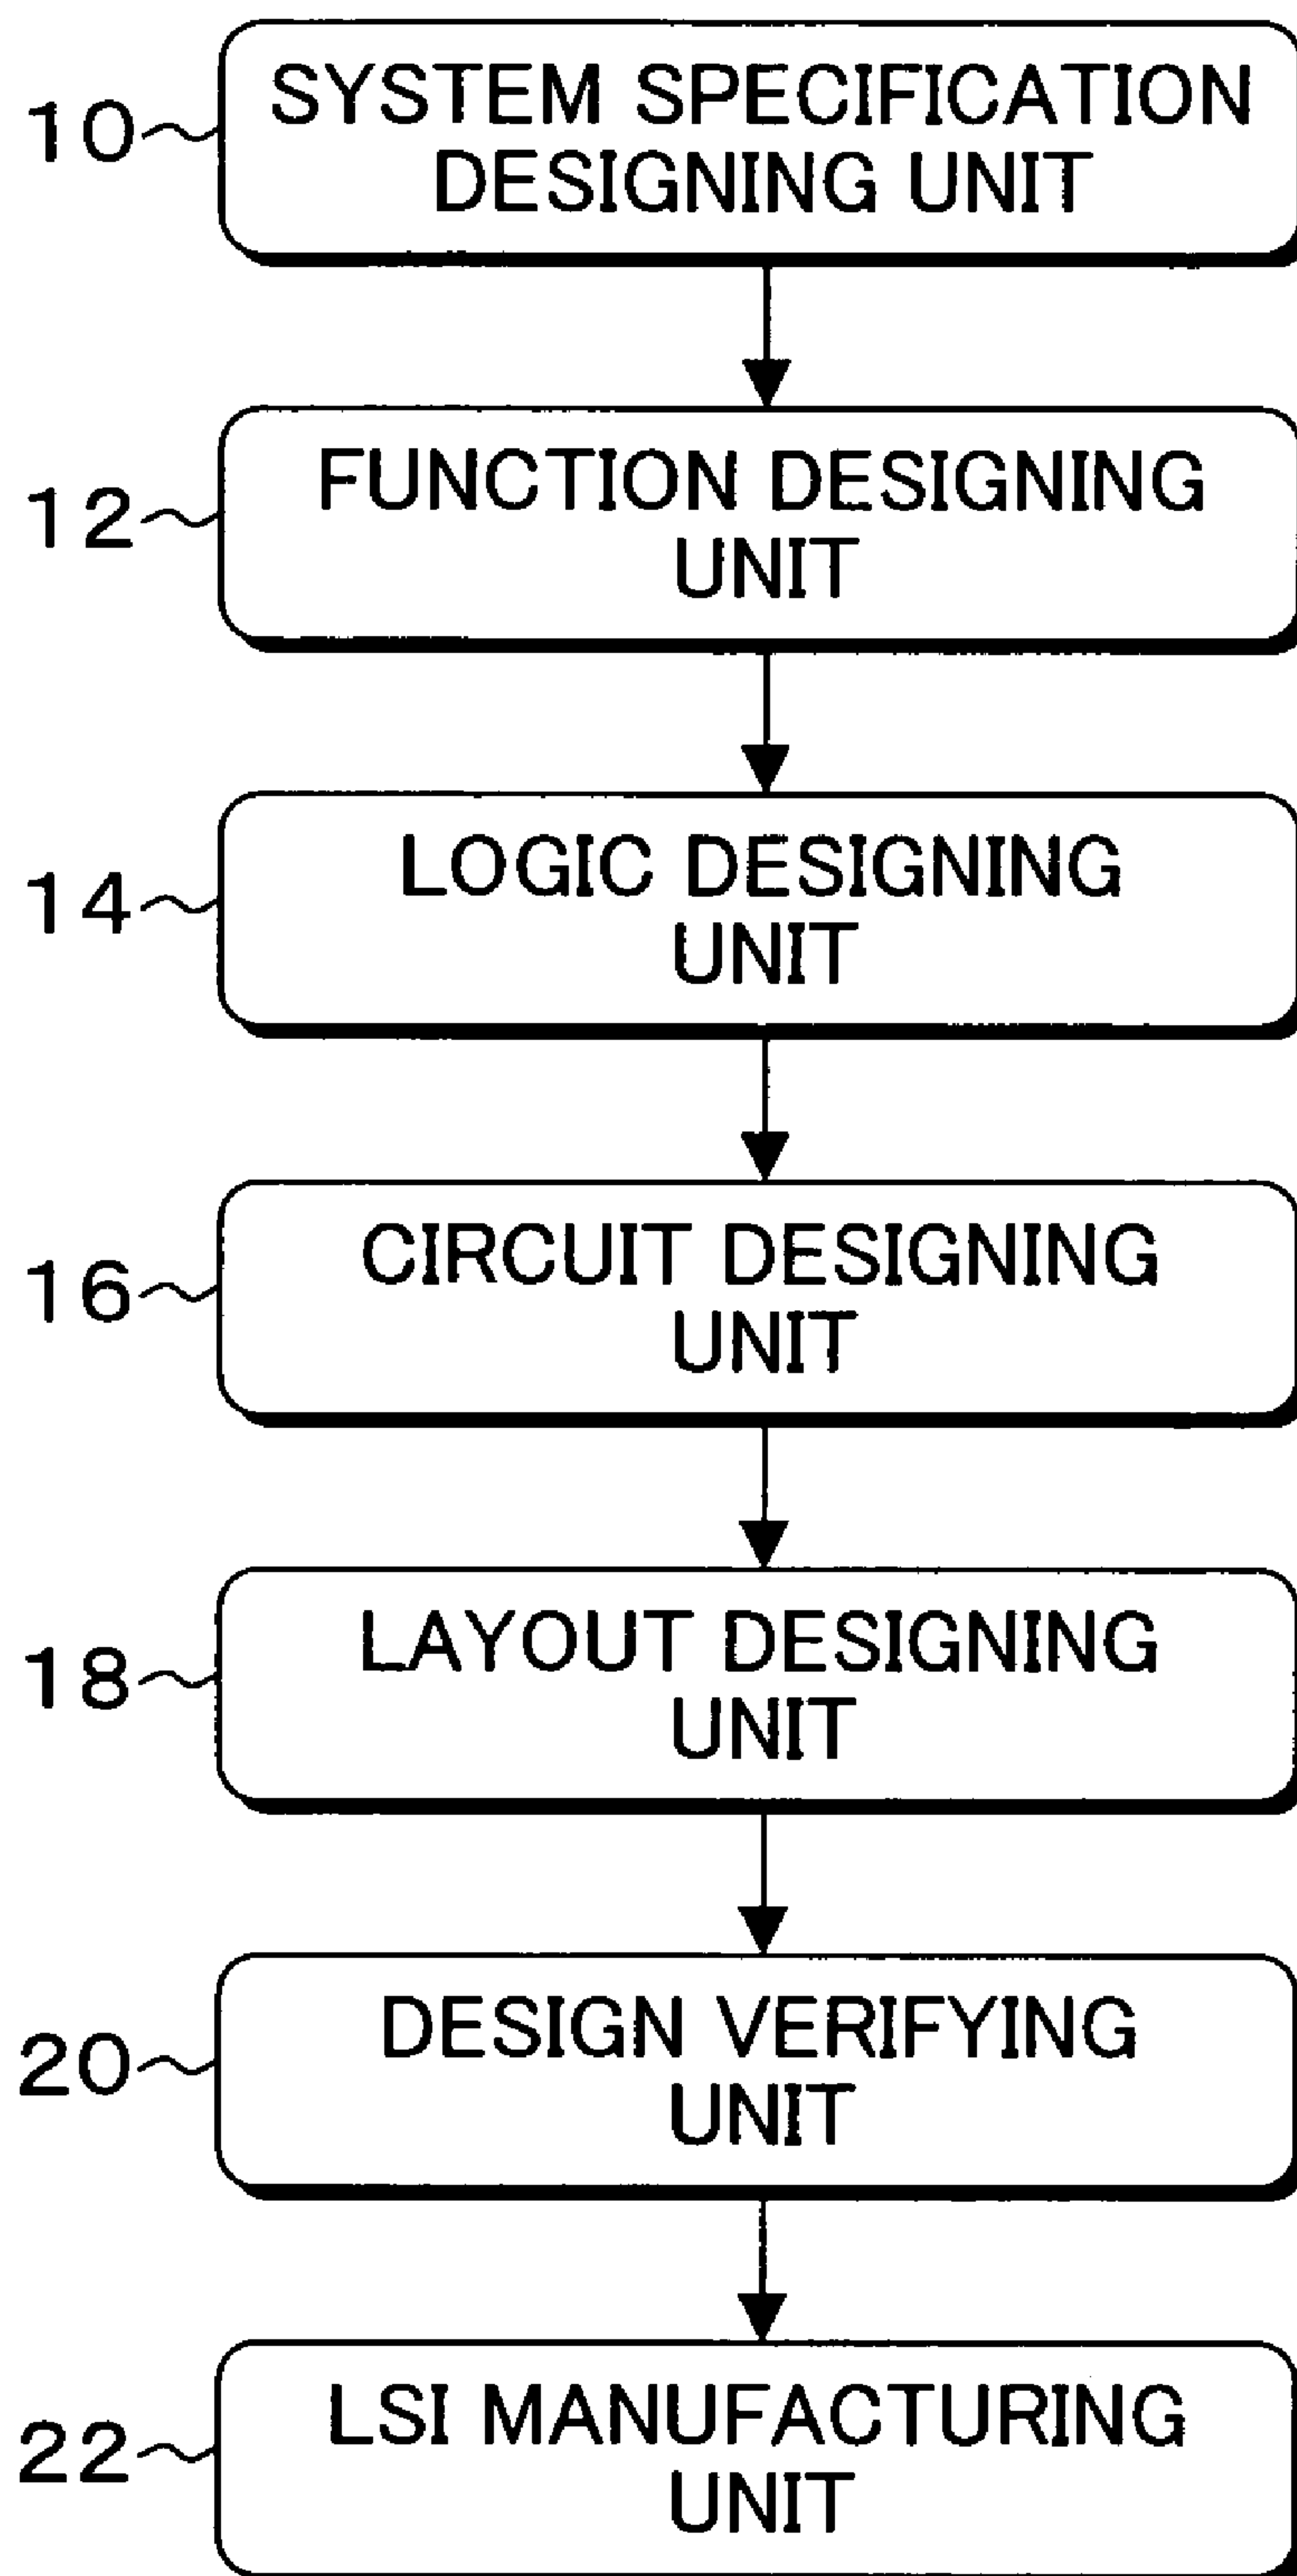 10
SYSTEM SPECIFICATION
DESIGNING UNIT
12
FUNCTION DESIGNING
UNIT
14
LOGIC DESIGNING
UNIT
16
CIRCUIT DESIGNING
UNIT
18
LAYOUT DESIGNING
UNIT
20
DESIGN VERIFYING
UNIT
22
LSI MANUFACTURING
UNIT